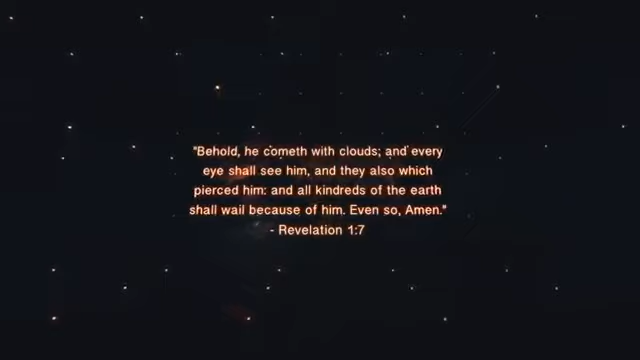 "Behold, he cometh with clouds; and every
eye shall see him, and they also which
pierced him: and all kindreds of the earth
shall wail because of him. Even so, Amen."
- Revelation 1:7